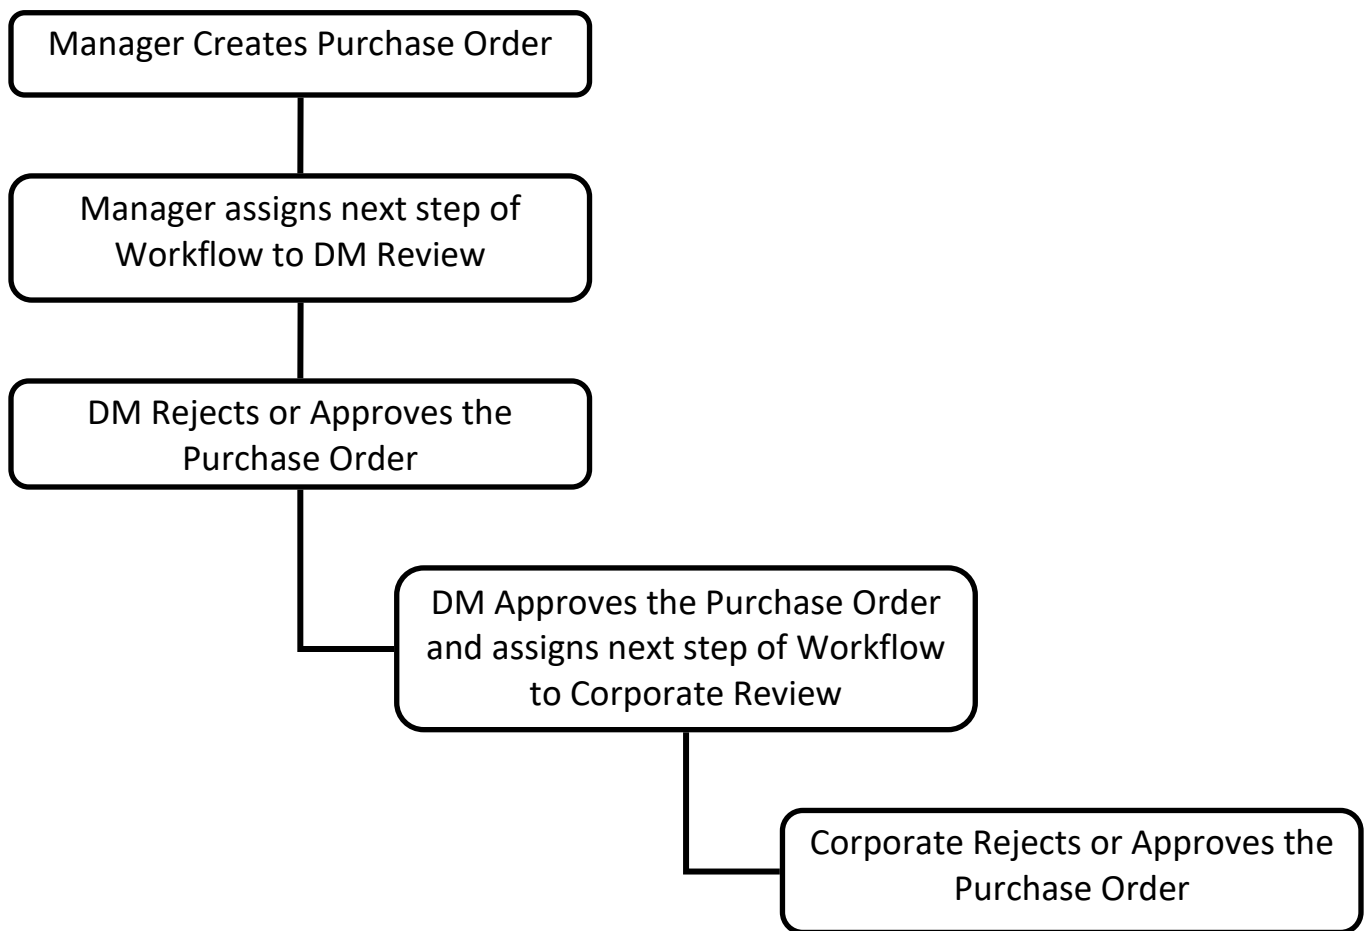 Manager Creates Purchase Order
Manager assigns next step of
Workflow to DM Review
DM Rejects or Approves the
Purchase Order
DM Approves the Purchase Order
and assigns next step of Workflow
to Corporate Review
Corporate Rejects or Approves the
Purchase Order